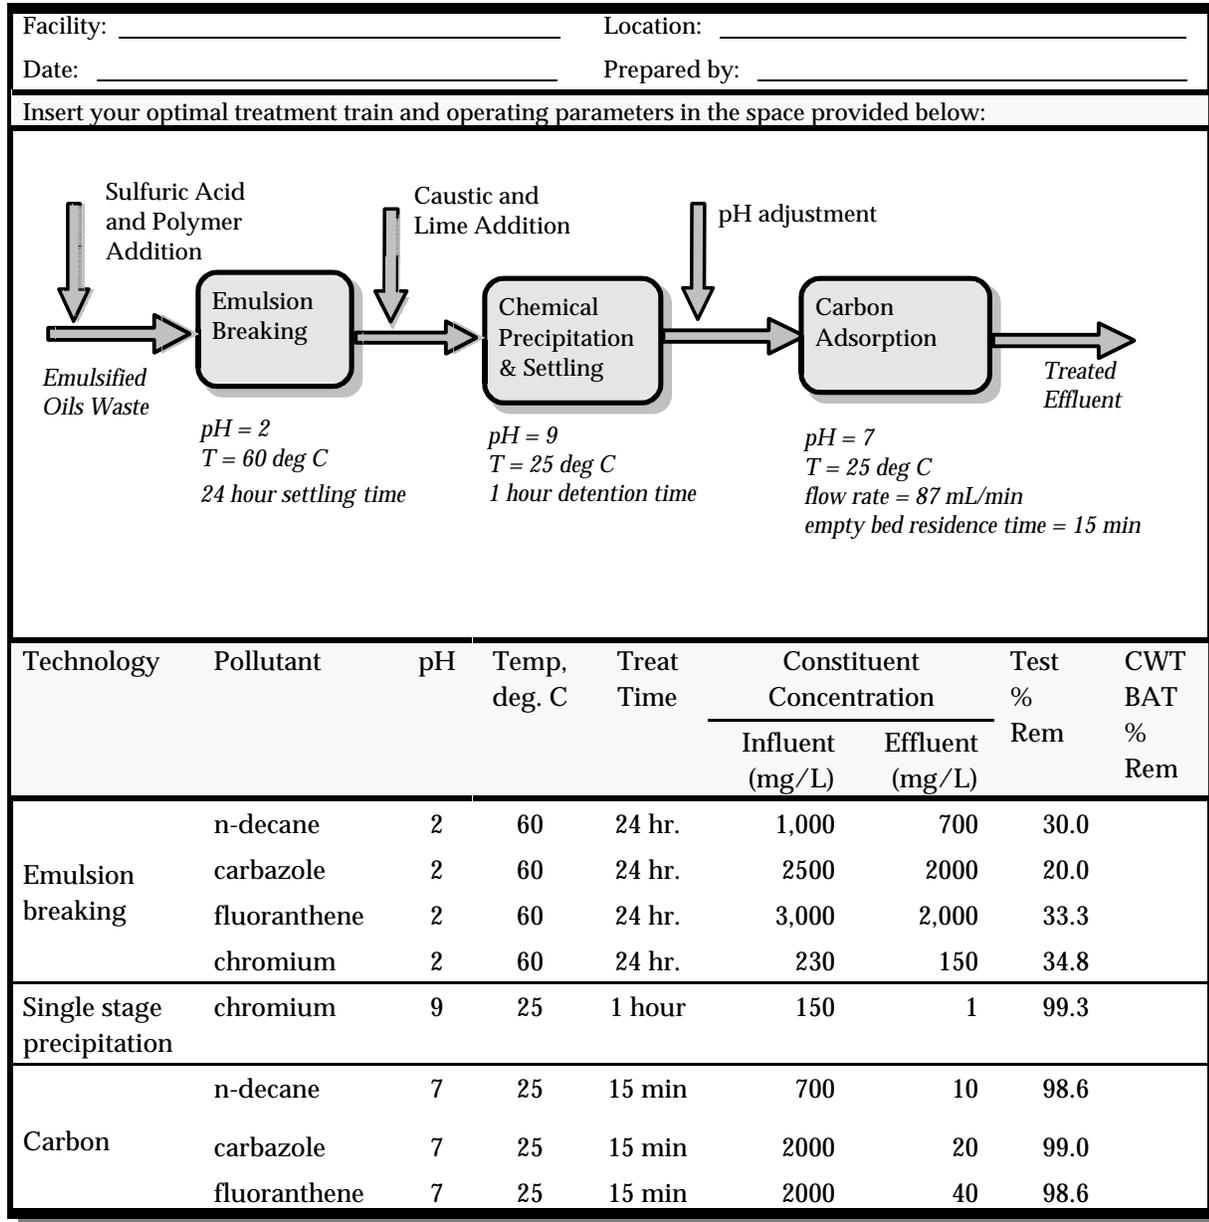 Facility: Location:
Date: Prepared by:
Insert your optimal treatment train and operating parameters in the space provided below:
Sulfuric Acid
and Polymer
Addition
Caustic and
Lime Addition
pH adjustment
Emulsion
Breaking
Chemical
Precipitation
& Settling
Carbon
Adsorption
Emulsified
Oils Waste
Treated
Effluent
pH = 2
T = 60 deg C
24 hour settling time
pH = 9
T = 25 deg C
1 hour detention time
pH = 7
T = 25 deg C
flow rate = 87 mL/min
empty bed residence time = 15 min
Technology Pollutant pH Temp, deg. C Treat Time Constituent Concentration Test % Rem CWT BAT % Rem
Influent (mg/L) Effluent (mg/L)
Emulsion breaking
n-decane 2 60 24 hr. 1,000 700 30.0
carbazole 2 60 24 hr. 2500 2000 20.0
fluoranthene 2 60 24 hr. 3,000 2,000 33.3
chromium 2 60 24 hr. 230 150 34.8
Single stage precipitation
chromium 9 25 1 hour 150 1 99.3
Carbon
n-decane 7 25 15 min 700 10 98.6
carbazole 7 25 15 min 2000 20 99.0
fluoranthene 7 25 15 min 2000 40 98.6